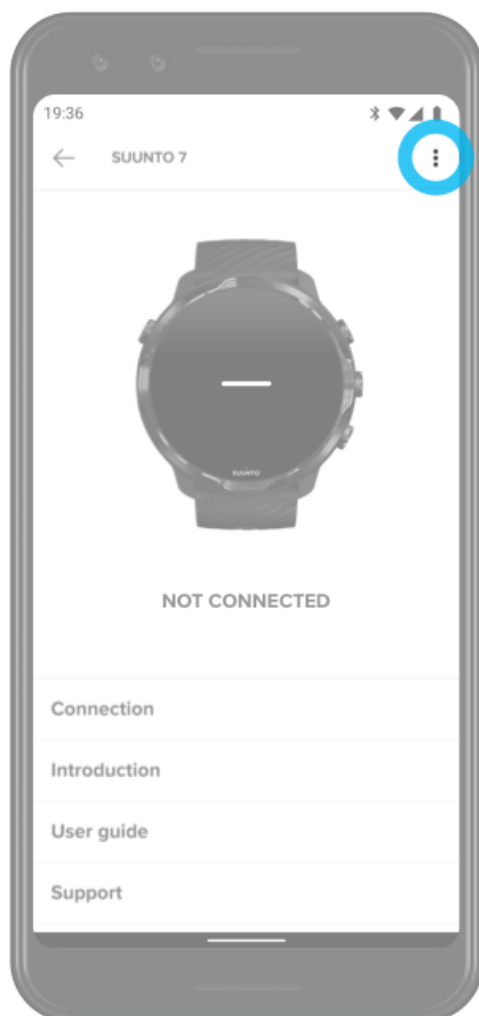 19:36
SUUNTO 7
SUUNTO
NOT CONNECTED
Connection
Introduction
User guide
Support